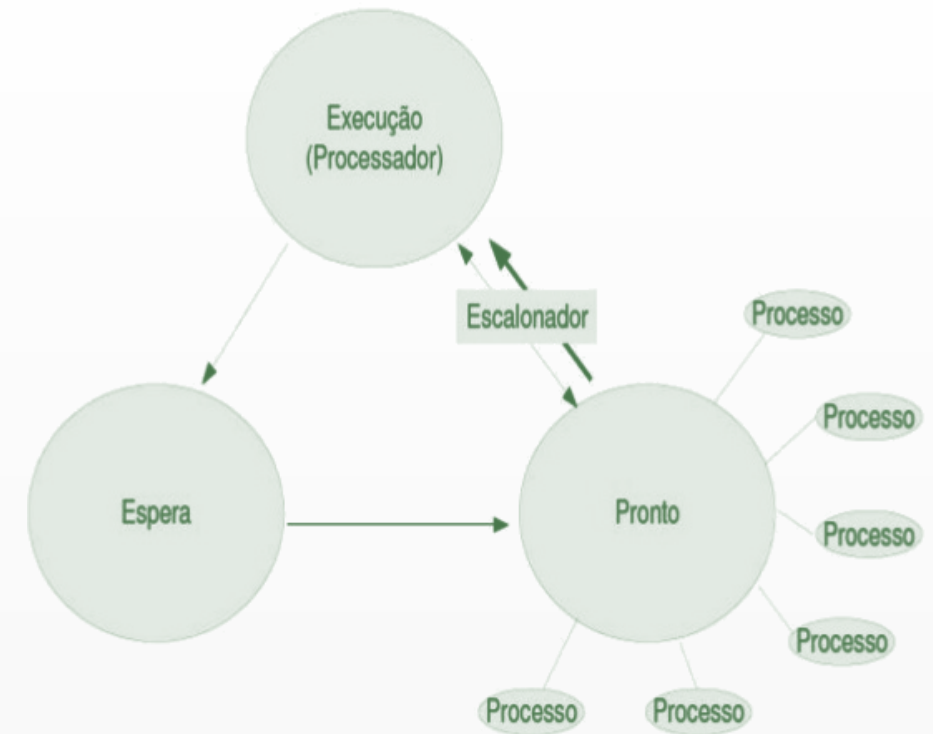 Execução
(Processador)
Escalonador
Processo
Processo
Espera
Pronto
Processo
Processo
Processo
Processo